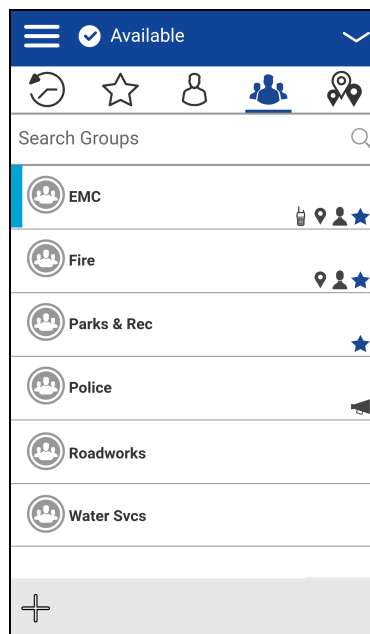 Available
Search Groups
EMC
Fire
Parks & Rec
Police
Roadworks
Water Svcs